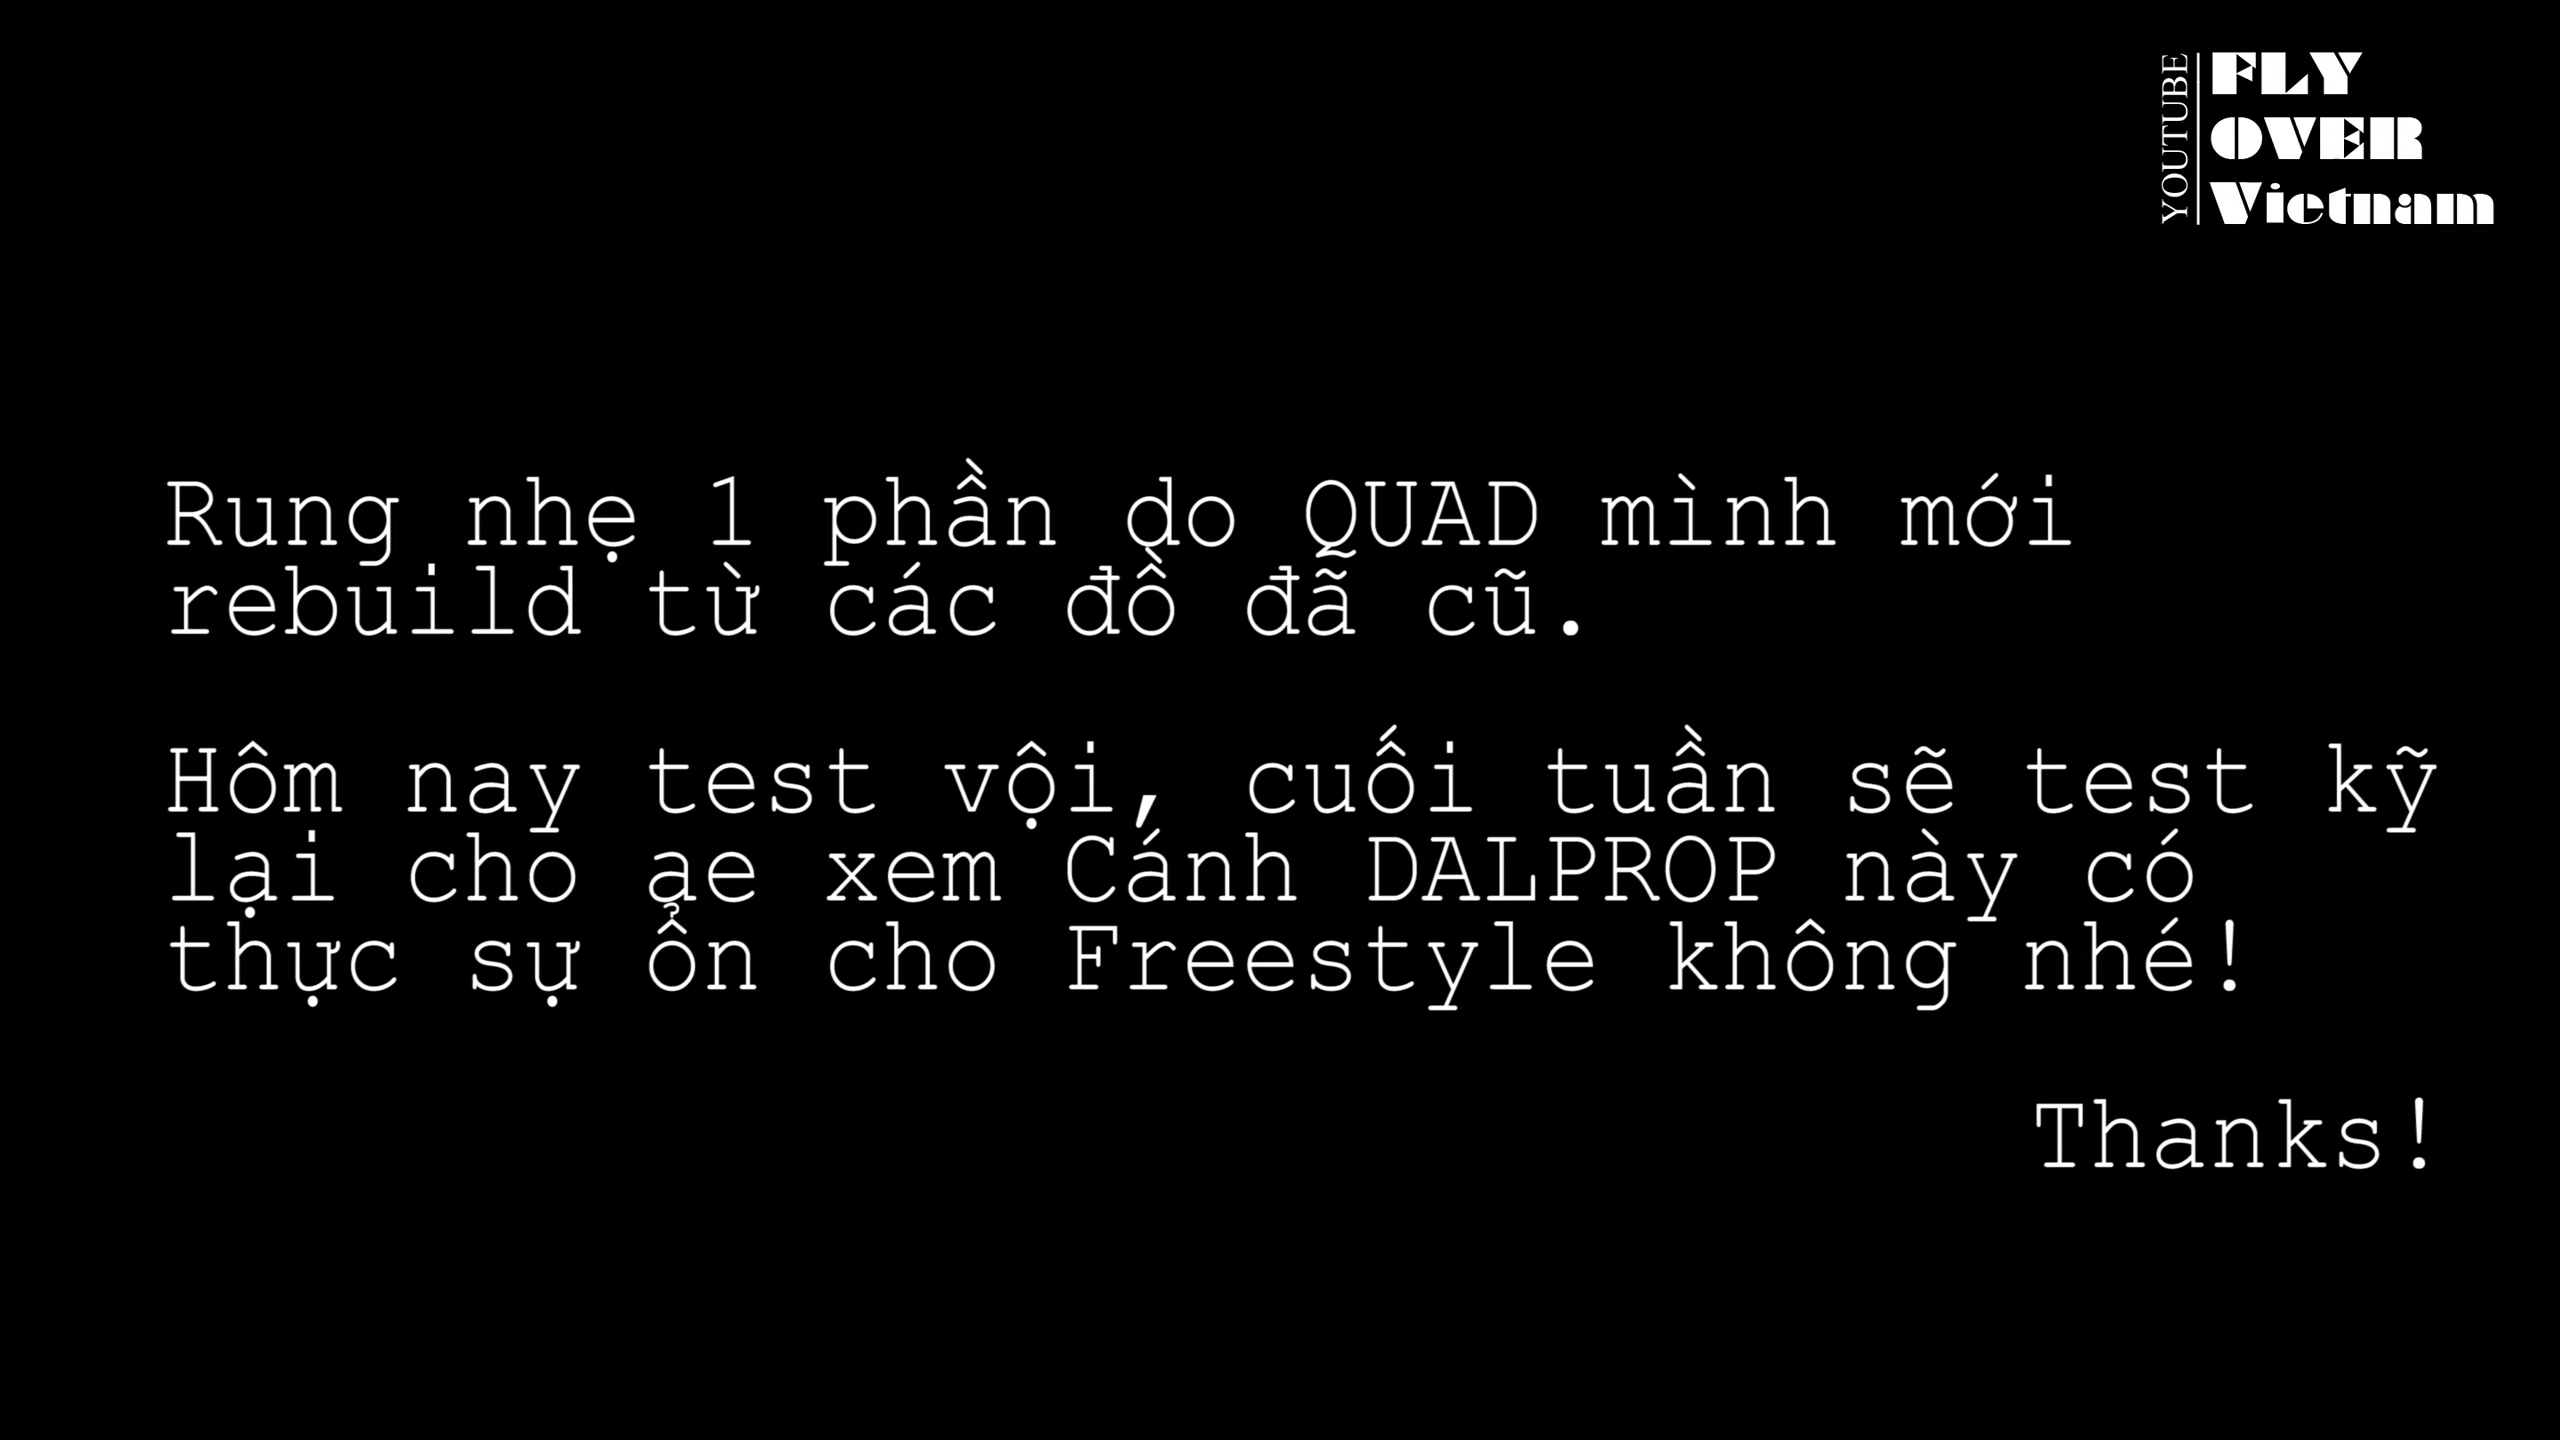 YOUTUBE
FLY
OVER
Vietnam
Rung nhẹ 1 phần do QUAD mình mới
rebuild từ các đồ đã cũ.
Hôm nay test vội, cuối tuần sẽ test kỹ
lại cho ae xem Cánh DALPROP này có
thực sự ổn cho Freestyle không nhé!
Thanks!